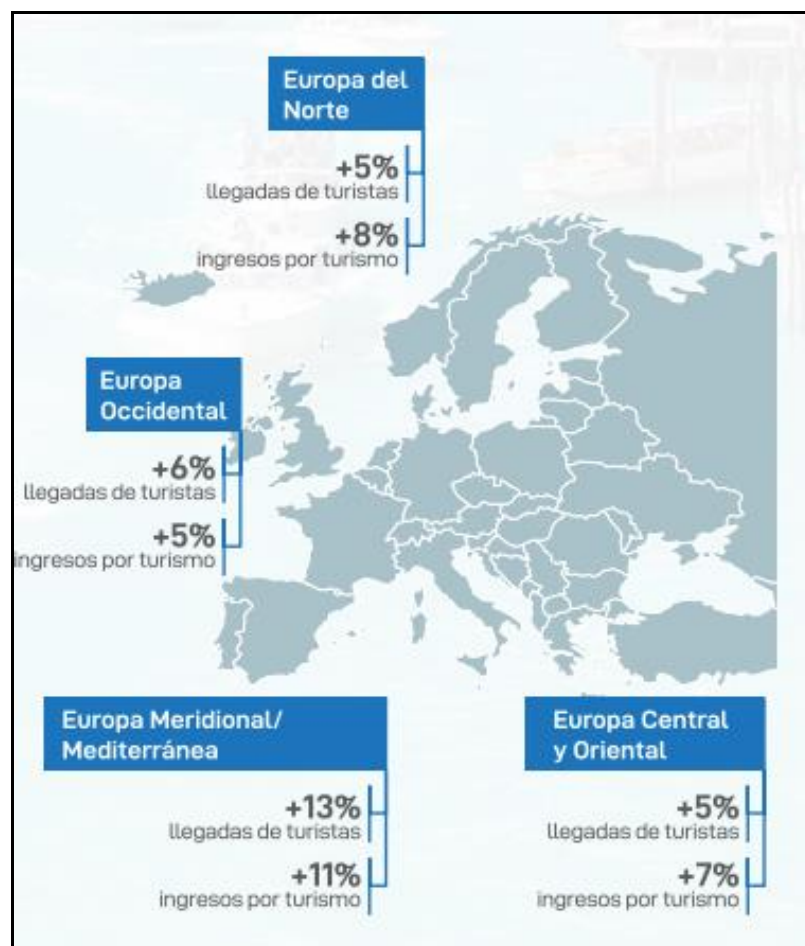 Europa del
Norte
+5%
llegadas de turistas
+8%
ingresos por turismo
Europa
Occidental
+6%
llegadas de turistas
+5%
ingresos por turismo
Europa Meridional/
Mediterránea
+13%
llegadas de turistas
+11%
ingresos por turismo
Europa Central
y Oriental
+5%
llegadas de turistas
+7%
ingresos por turismo